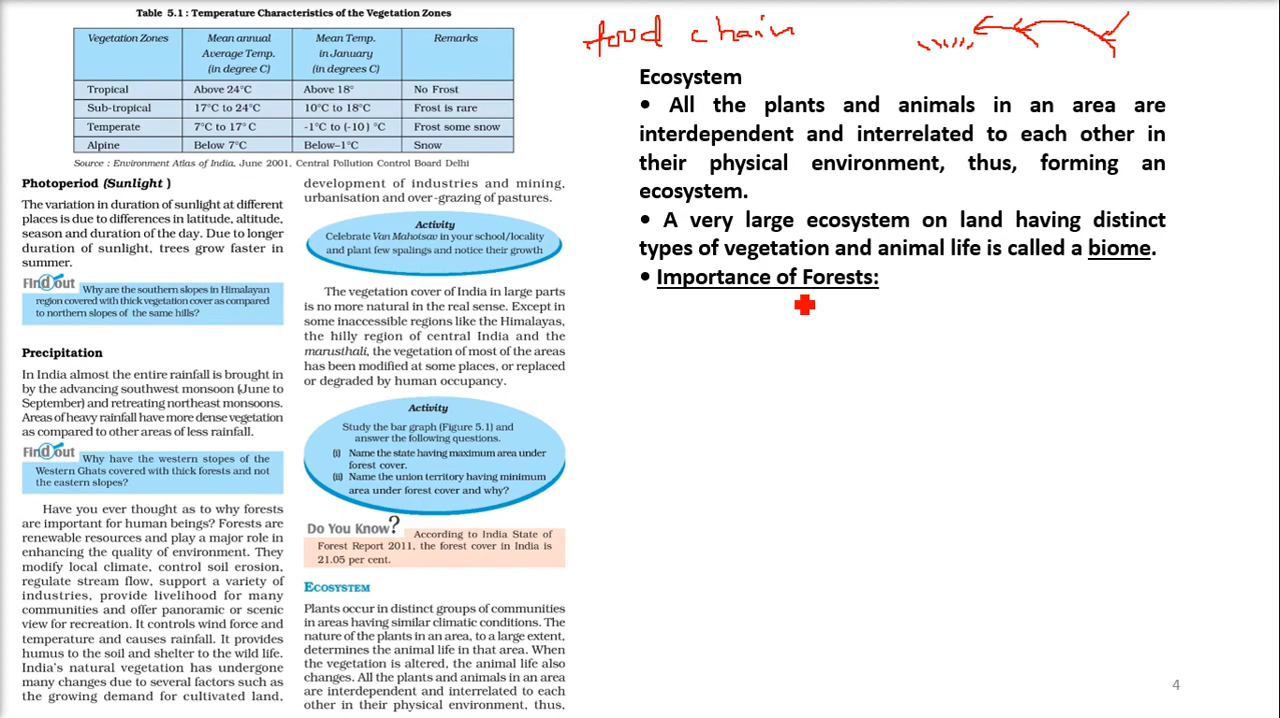 Table 5.1 : Temperature Characteristics of the Vegetation Zones
Vegetation Zones Mean annual Average Temp. (in degree C) Mean Temp. in January (in degrees C) Remarks
Tropical Above 24°C Above 18° No Frost
Sub-tropical 17°C to 24°C 10°C to 18°C Frost is rare
Temperate 7°C to 17° C -1°C to (-10) °C Frost some snow
Alpine Below 7°C Below–1°C Snow
Source : Environment Atlas of India, June 2001, Central Pollution Control Board Delhi
Photoperiod (Sunlight )
The variation in duration of sunlight at different
places is due to differences in latitude, altitude,
season and duration of the day. Due to longer
duration of sunlight, trees grow faster in
summer.
Find out
Why are the southern slopes in Himalayan
region covered with thick vegetation cover as compared
to northern slopes of the same hills?
Precipitation
In India almost the entire rainfall is brought in
by the advancing southwest monsoon (June to
September) and retreating northeast monsoons.
Areas of heavy rainfall have more dense vegetation
as compared to other areas of less rainfall.
Find out
Why have the western stopes of the
Western Ghats covered with thick forests and not
the eastern slopes?
Have you ever thought as to why forests
are important for human beings? Forests are
renewable resources and play a major role in
enhancing the quality of environment. They
modify local climate, control soil erosion,
regulate stream flow, support a variety of
industries, provide livelihood for many
communities and offer panoramic or scenic
view for recreation. It controls wind force and
temperature and causes rainfall. It provides
humus to the soil and shelter to the wild life.
India's natural vegetation has undergone
many changes due to several factors such as
the growing demand for cultivated land,
development of industries and mining,
urbanisation and over-grazing of pastures.
Activity
Celebrate Van Mahotsav in your school/locality
and plant few spalings and notice their growth
The vegetation cover of India in large parts
is no more natural in the real sense. Except in
some inaccessible regions like the Himalayas,
the hilly region of central India and the
marusthali, the vegetation of most of the areas
has been modified at some places, or replaced
or degraded by human occupancy.
Activity
Study the bar graph (Figure 5.1) and
answer the following questions.
(i) Name the state having maximum area under
forest cover.
(ii) Name the union territory having minimum
area under forest cover and why?
Do You Know?
According to India State of
Forest Report 2011, the forest cover in India is
21.05 per cent.
ECOSYSTEM
Plants occur in distinct groups of communities
in areas having similar climatic conditions. The
nature of the plants in an area, to a large extent,
determines the animal life in that area. When
the vegetation is altered, the animal life also
changes. All the plants and animals in an area
are interdependent and interrelated to each
other in their physical environment, thus,
food chain
Ecosystem
• All the plants and animals in an area are
interdependent and interrelated to each other in
their physical environment, thus, forming an
ecosystem.
• A very large ecosystem on land having distinct
types of vegetation and animal life is called a biome.
• Importance of Forests:
4